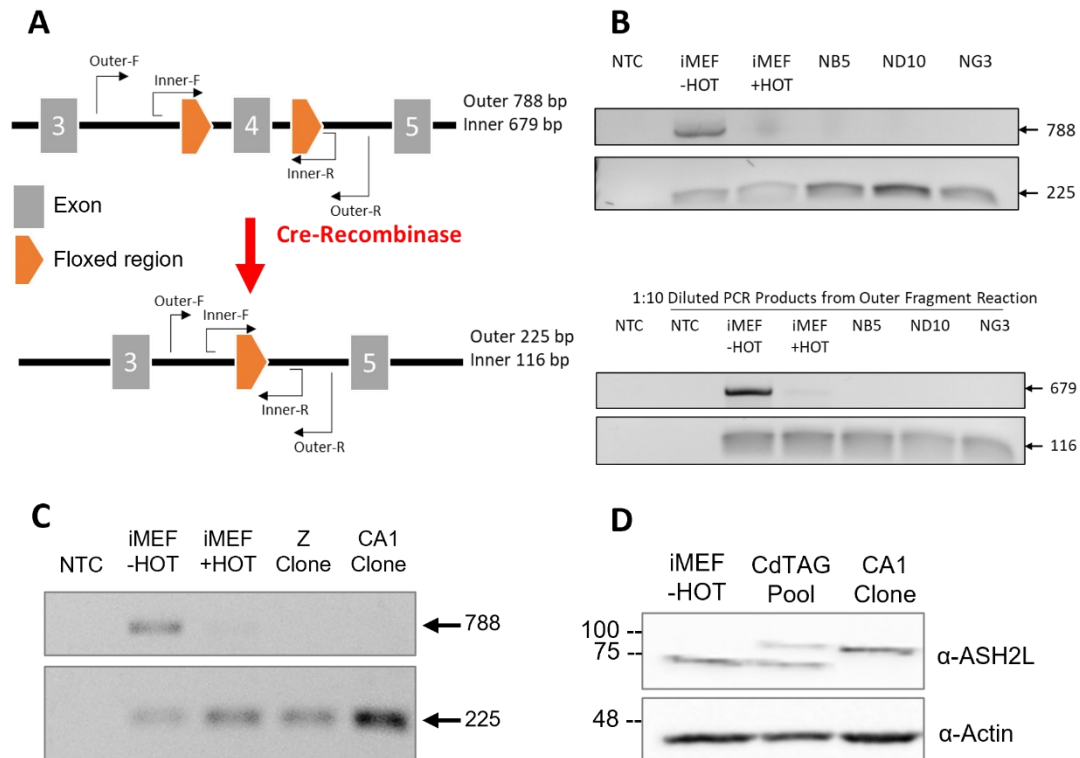 A
Outer-F
Inner-F
3
4
5
Outer 788 bp
Inner 679 bp
Inner-R
Outer-R
Exon
Floxed region
Cre-Recombinase
Outer-F
Inner-F
3
5
Outer 225 bp
Inner 116 bp
Inner-R
Outer-R
B
NTC iMEF -HOT iMEF +HOT NB5 ND10 NG3
788
225
1:10 Diluted PCR Products from Outer Fragment Reaction
NTC NTC iMEF -HOT iMEF +HOT NB5 ND10 NG3
679
116
C
NTC iMEF -HOT iMEF +HOT Z Clone CA1 Clone
788
225
D
iMEF -HOT CdTAG Pool CA1 Clone
100 --
75 --
α-ASH2L
48 --
α-Actin